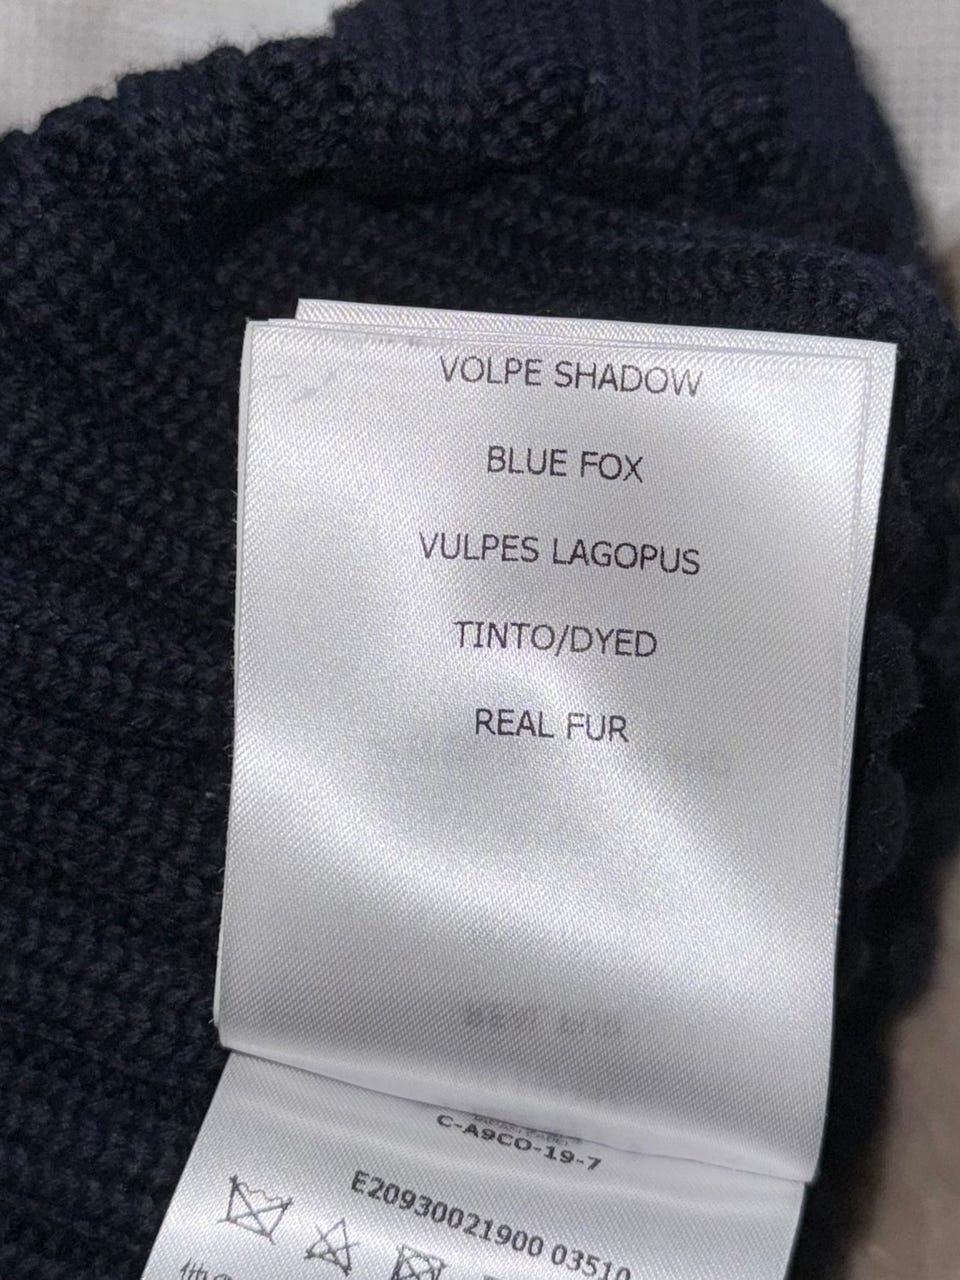 VOLPE SHADOW
BLUE FOX
VULPES LAGOPUS
TINTO/DYED
REAL FUR
C-A9CO-19-7
E20930021900 03510